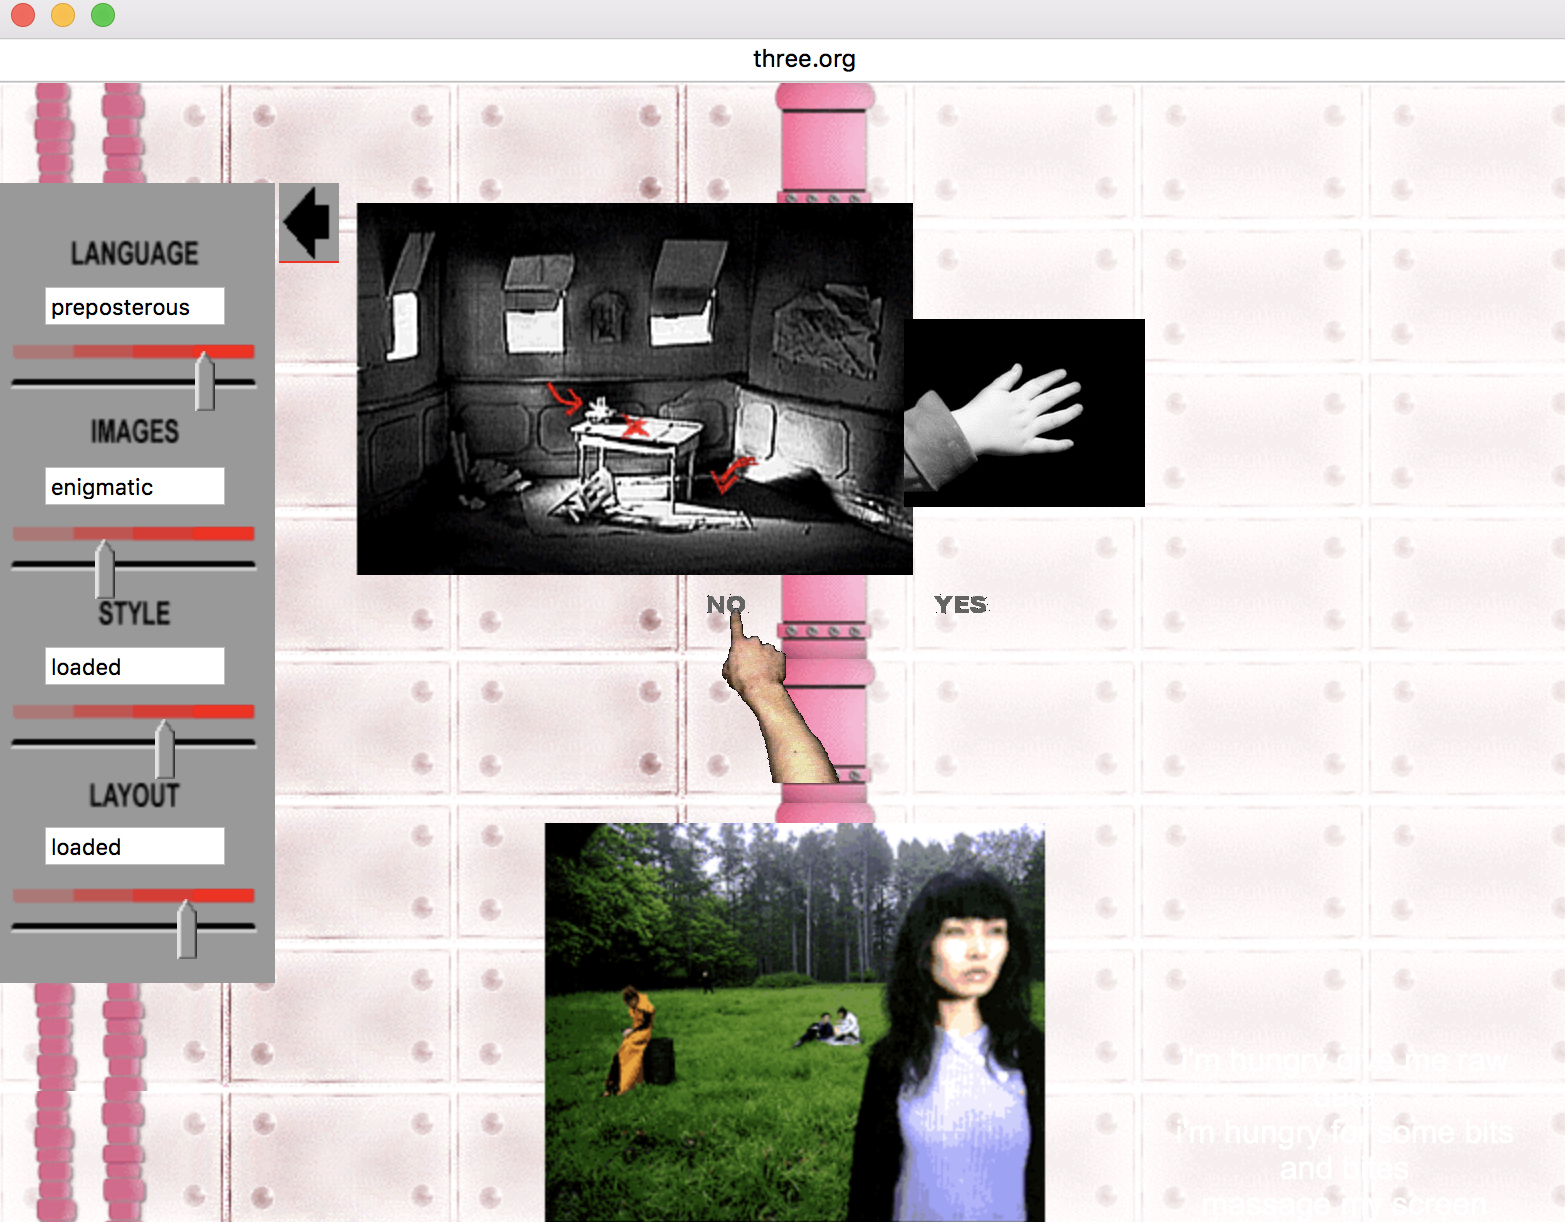 three.org
LANGUAGE
preposterous
IMAGES
enigmatic
STYLE
loaded
LAYOUT
loaded
NO
YES
i'm hungry give me raw
i'm hungry for some bits
and bites
massage my screen